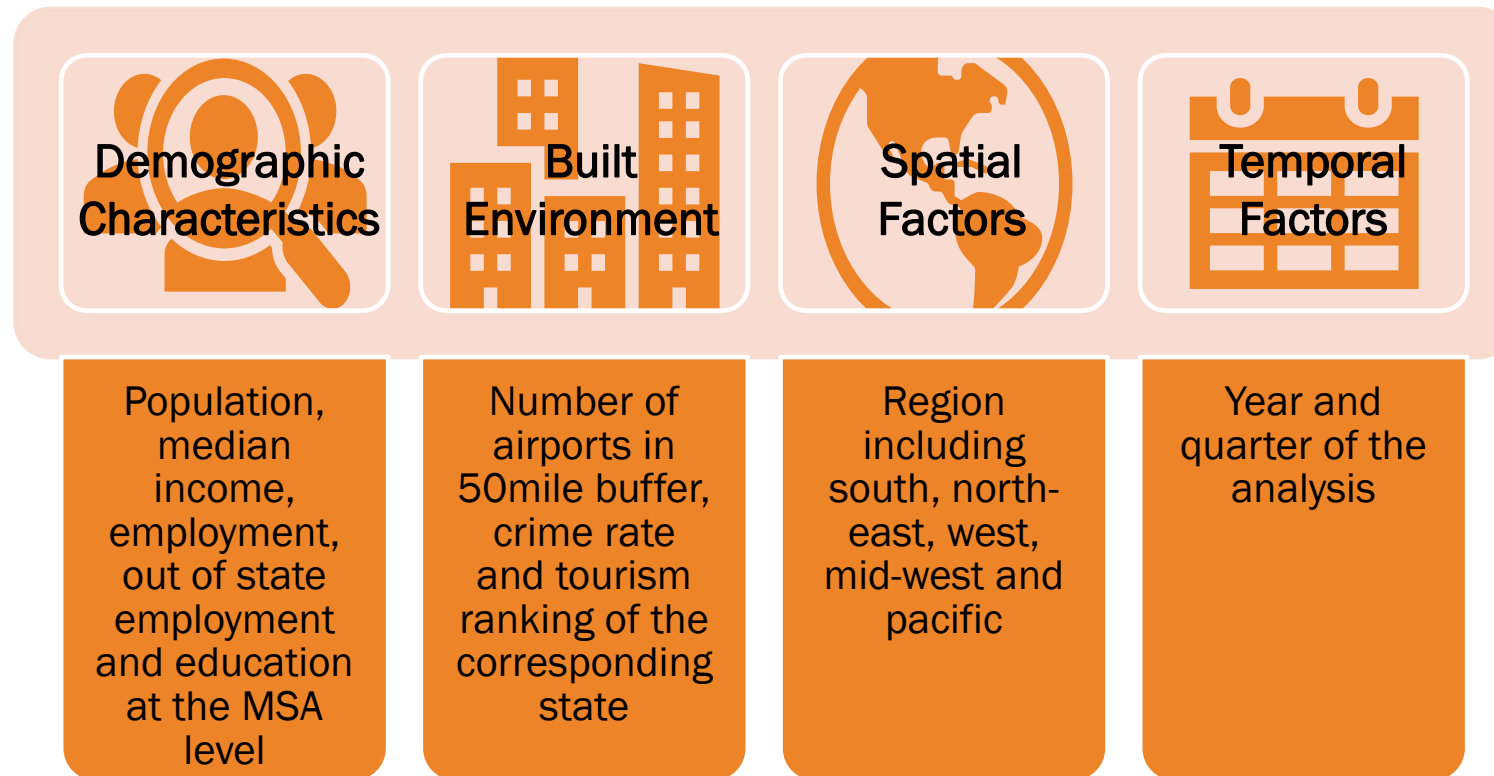 Demographic
Characteristics
Built
Environment
Spatial
Factors
Temporal
Factors
Population,
median
income,
employment,
out of state
employment
and education
at the MSA
level
Number of
airports in
50mile buffer,
crime rate
and tourism
ranking of the
corresponding
state
Region
including
south, north-
east, west,
mid-west and
pacific
Year and
quarter of the
analysis